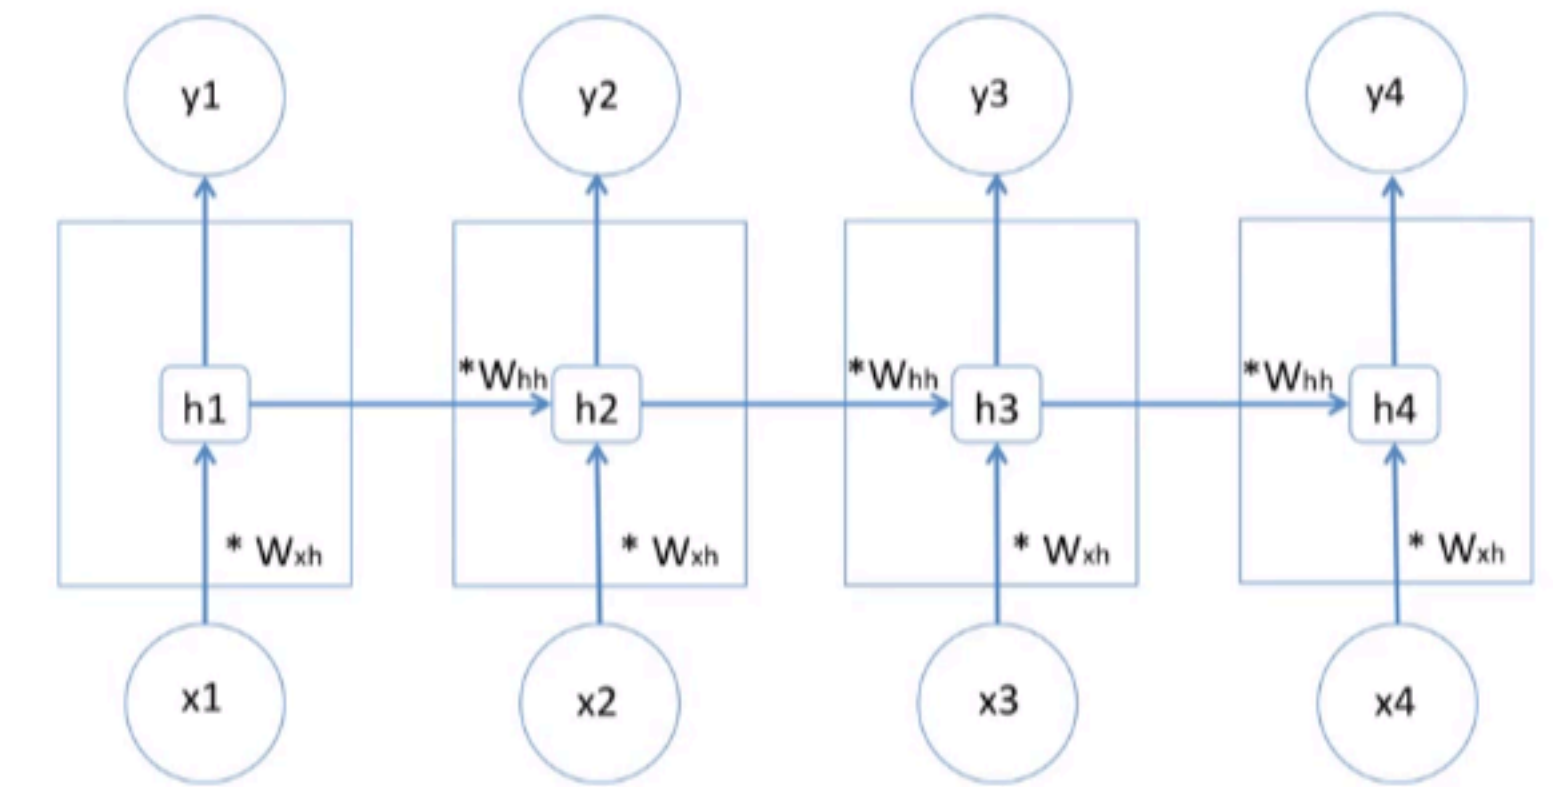 y1 y2 y3 y4
*Whh *Whh *Whh
h1 h2 h3 h4
* Wxh * Wxh * Wxh * Wxh
x1 x2 x3 x4